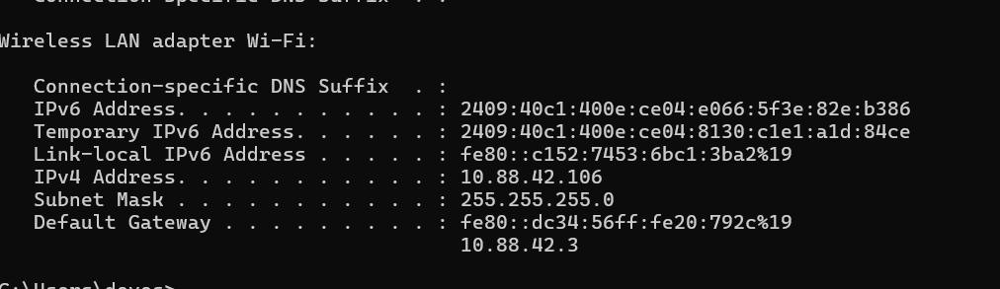 Connection-specific DNS Suffix . :
Wireless LAN adapter Wi-Fi:
Connection-specific DNS Suffix . :
IPv6 Address. . . . . . . . . . . : 2409:40c1:400e:ce04:e066:5f3e:82e:b386
Temporary IPv6 Address. . . . . . : 2409:40c1:400e:ce04:8130:c1e1:a1d:84ce
Link-local IPv6 Address . . . . . : fe80::c152:7453:6bc1:3ba2%19
IPv4 Address. . . . . . . . . . . : 10.88.42.106
Subnet Mask . . . . . . . . . . . : 255.255.255.0
Default Gateway . . . . . . . . . : fe80::dc34:56ff:fe20:792c%19
10.88.42.3